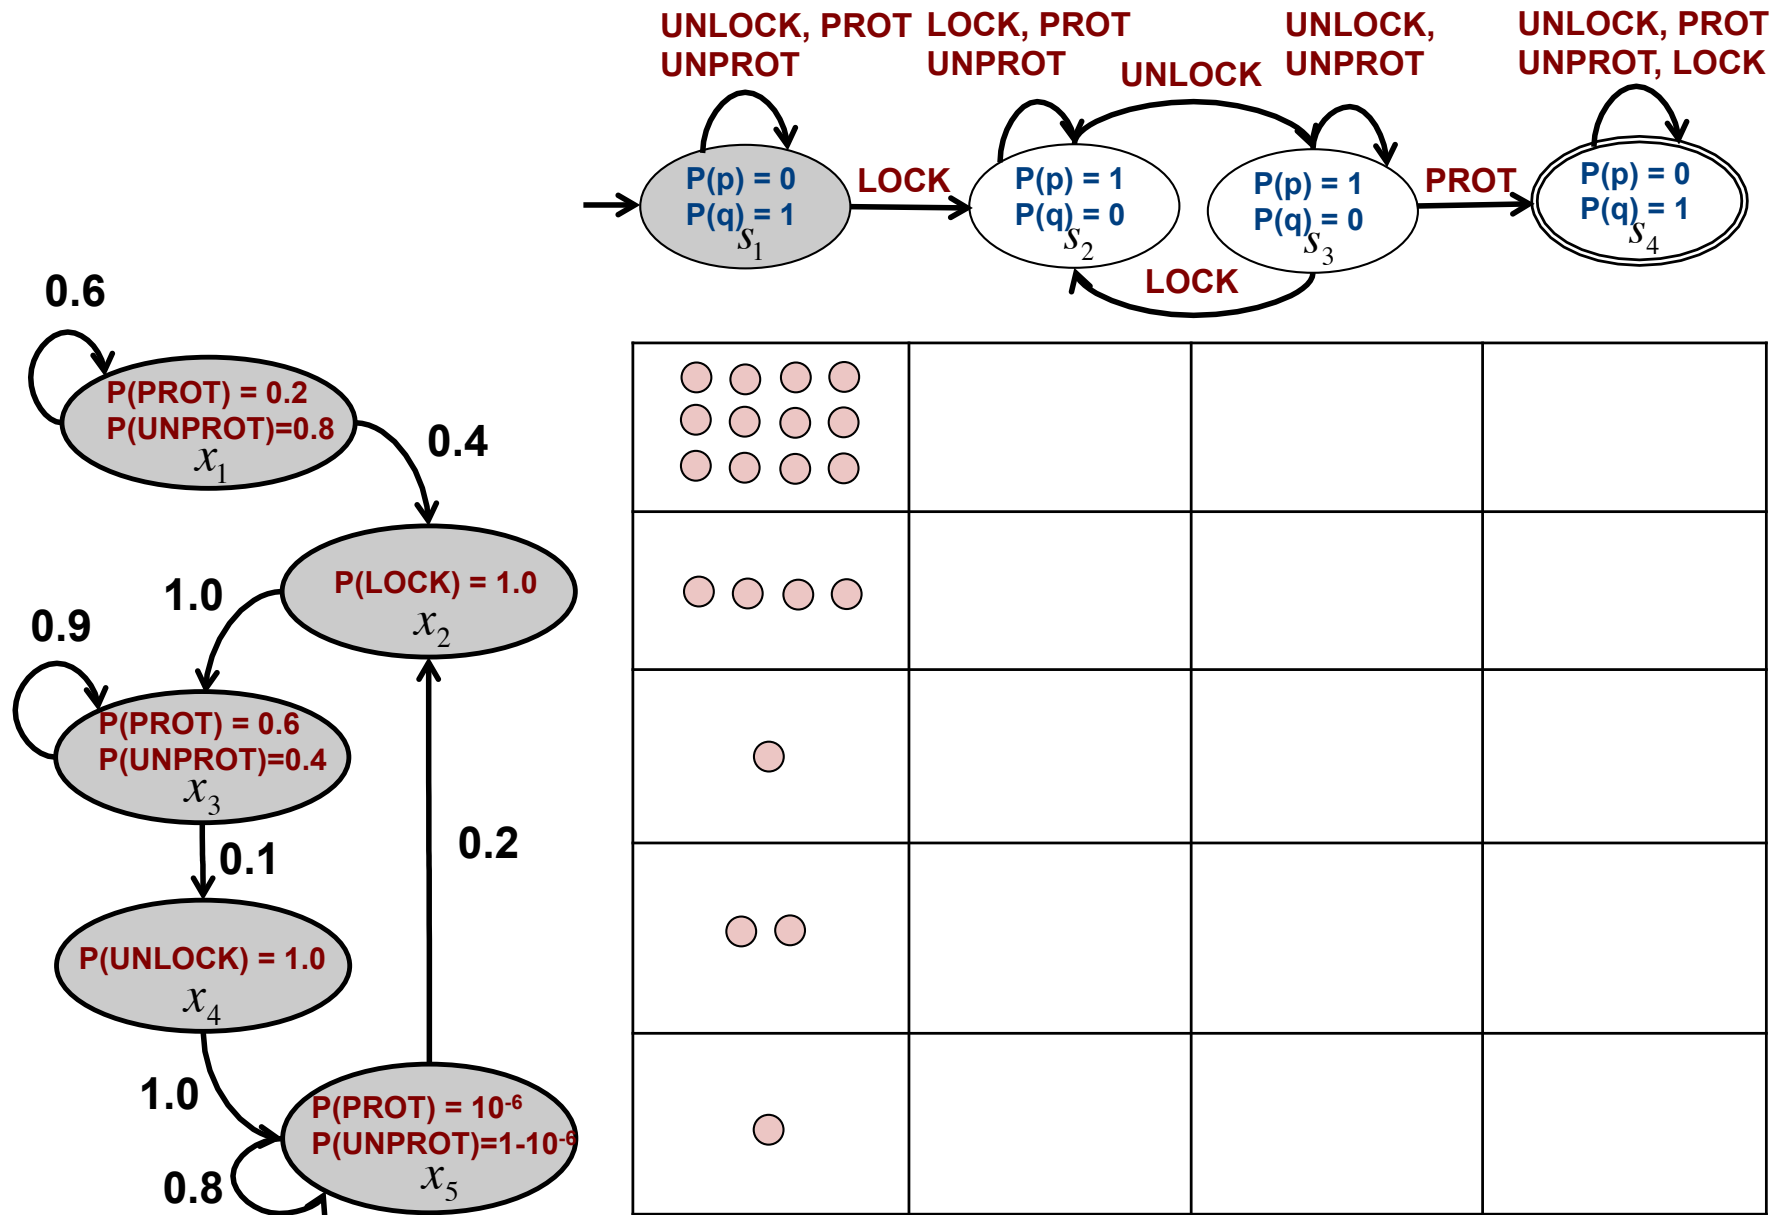 UNLOCK, PROT
UNPROT
LOCK, PROT
UNPROT
UNLOCK
UNLOCK,
UNPROT
UNLOCK, PROT
UNPROT, LOCK
P(p) = 0
P(q) = 1
s1
LOCK
P(p) = 1
P(q) = 0
s2
P(p) = 1
P(q) = 0
s3
PROT
P(p) = 0
P(q) = 1
s4
LOCK
0.6
P(PROT) = 0.2
P(UNPROT)=0.8
x1
0.4
P(LOCK) = 1.0
x2
1.0
0.9
P(PROT) = 0.6
P(UNPROT)=0.4
x3
0.2
0.1
P(UNLOCK) = 1.0
x4
1.0
P(PROT) = 10-6
P(UNPROT)=1-10-6
x5
0.8